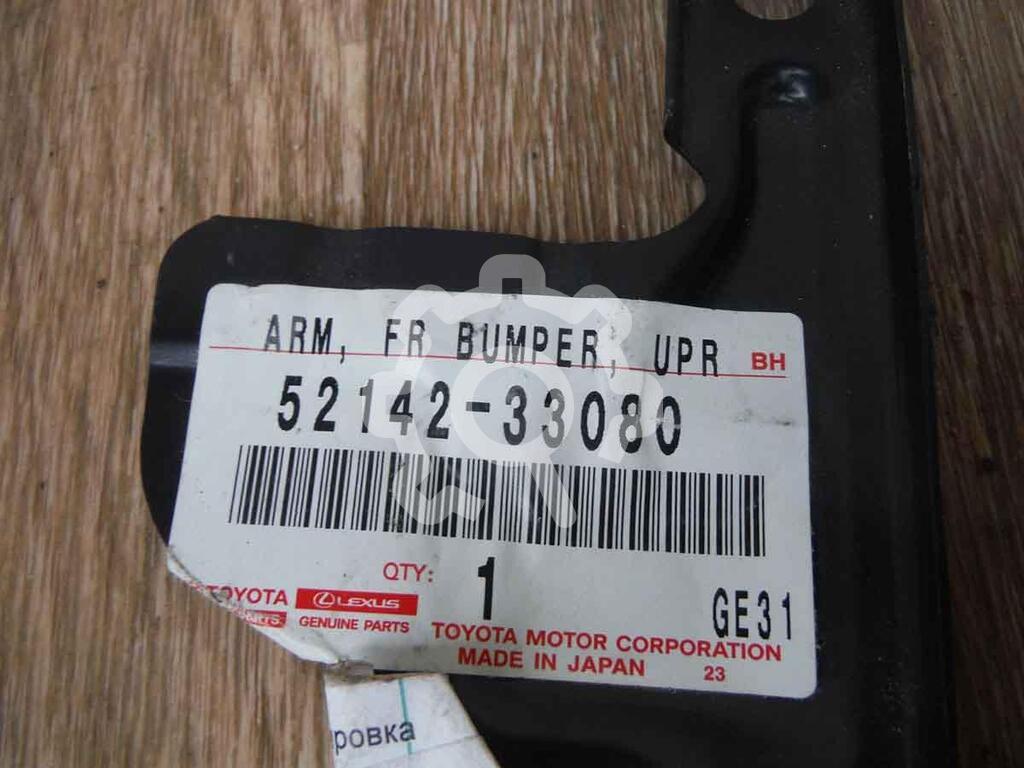 ARM, FR BUMPER, UPR BH
52142-33080
QTY: 1
GE31
TOYOTA LEXUS
GENUINE PARTS
TOYOTA MOTOR CORPORATION
MADE IN JAPAN 23
ровка